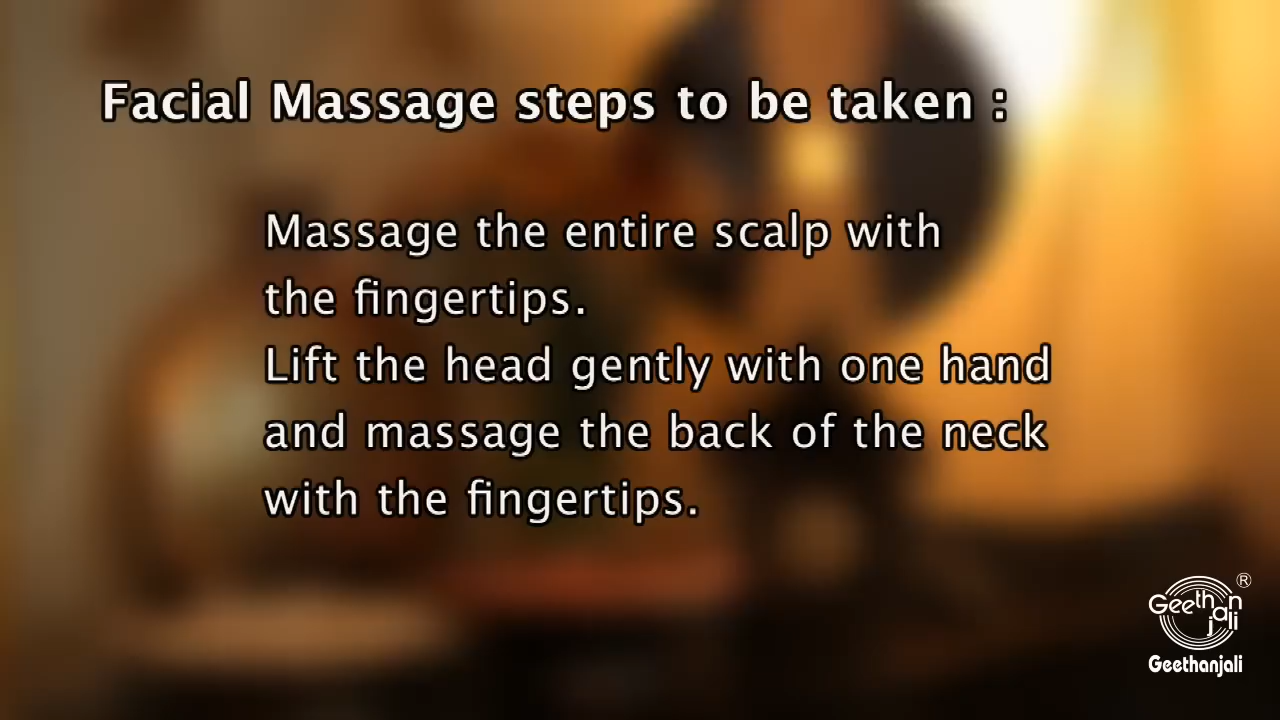 Facial Massage steps to be taken :
Massage the entire scalp with
the fingertips.
Lift the head gently with one hand
and massage the back of the neck
with the fingertips.
®
Geethanjali
Geethanjali